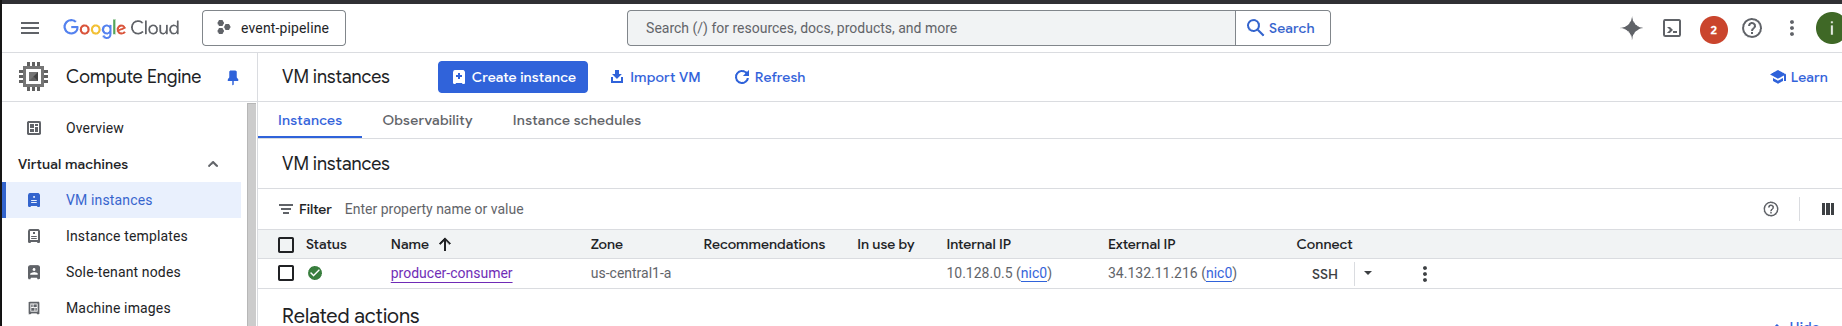 Google Cloud
event-pipeline
Search (/) for resources, docs, products, and more
Search
2
i
Compute Engine
VM instances
Create instance
Import VM
Refresh
Learn
Overview
Virtual machines
VM instances
Instance templates
Sole-tenant nodes
Machine images
Instances
Observability
Instance schedules
VM instances
Filter Enter property name or value
Status Name Zone Recommendations In use by Internal IP External IP Connect
producer-consumer us-central1-a 10.128.0.5 (nic0) 34.132.11.216 (nic0) SSH
Related actions